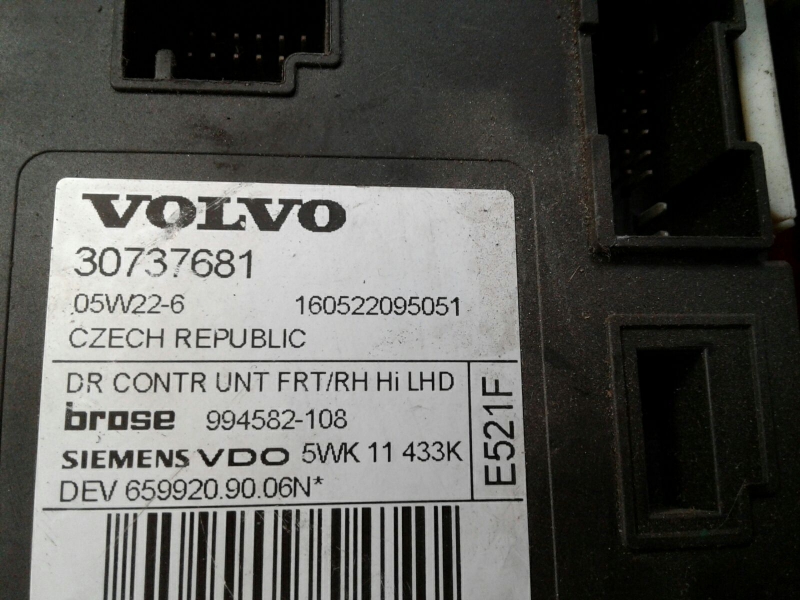 VOLVO
30737681
05W22-6 160522095051
CZECH REPUBLIC
DR CONTR UNT FRT/RH Hi LHD
brose 994582-108
SIEMENS VDO 5WK 11 433K
DEV 659920.90.06N*
E521F